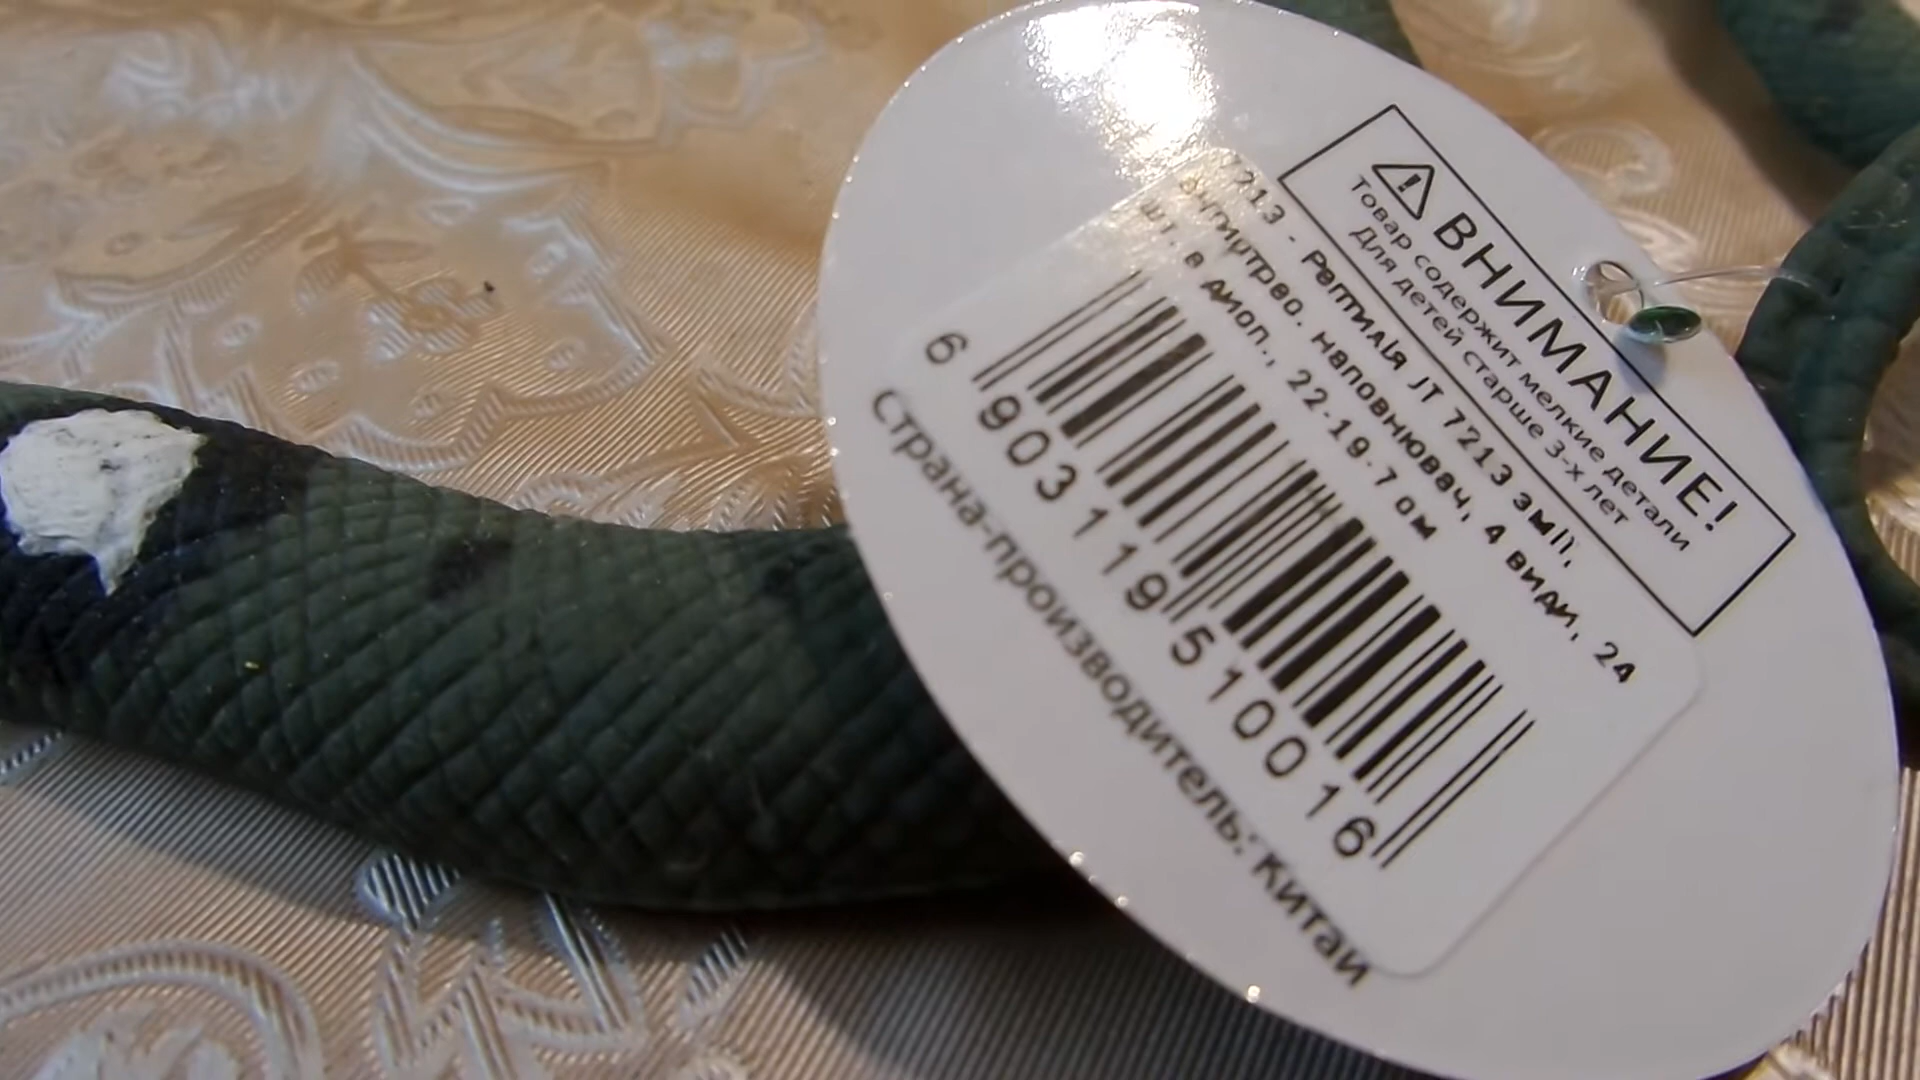 ВНИМАНИЕ!
Товар содержит мелкие детали
Для детей старше 3-х лет
7213 - Рептилія JT 7213 змії,
наповнювач, 4 види, 24
шт. в дисп., 22-19-7 см
6 903119 510016
Страна-производитель: Китай